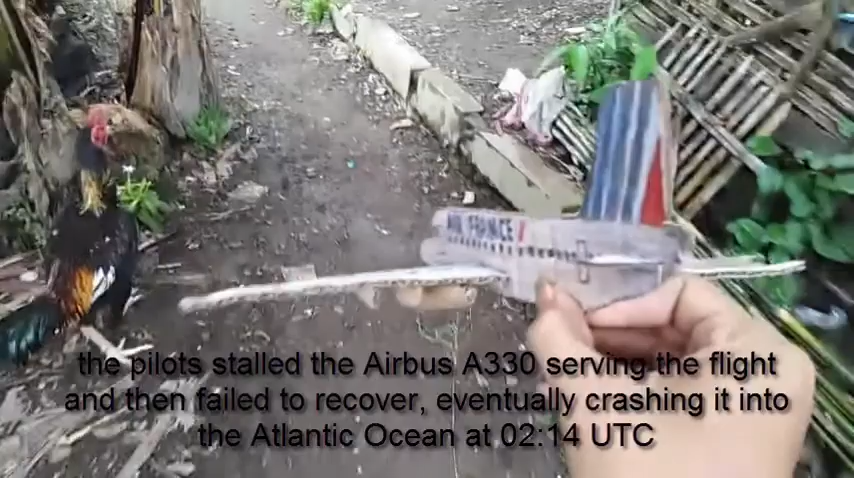 AIR FRANCE
the pilots stalled the Airbus A330 serving the flight
and then failed to recover, eventually crashing it into
the Atlantic Ocean at 02:14 UTC